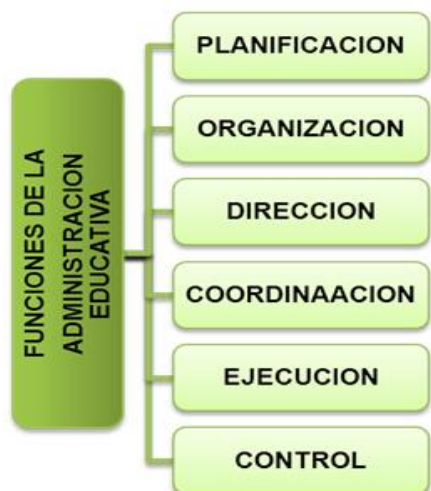 FUNCIONES DE LA
ADMINISTRACION
EDUCATIVA
PLANIFICACION
ORGANIZACION
DIRECCION
COORDINAACION
EJECUCION
CONTROL